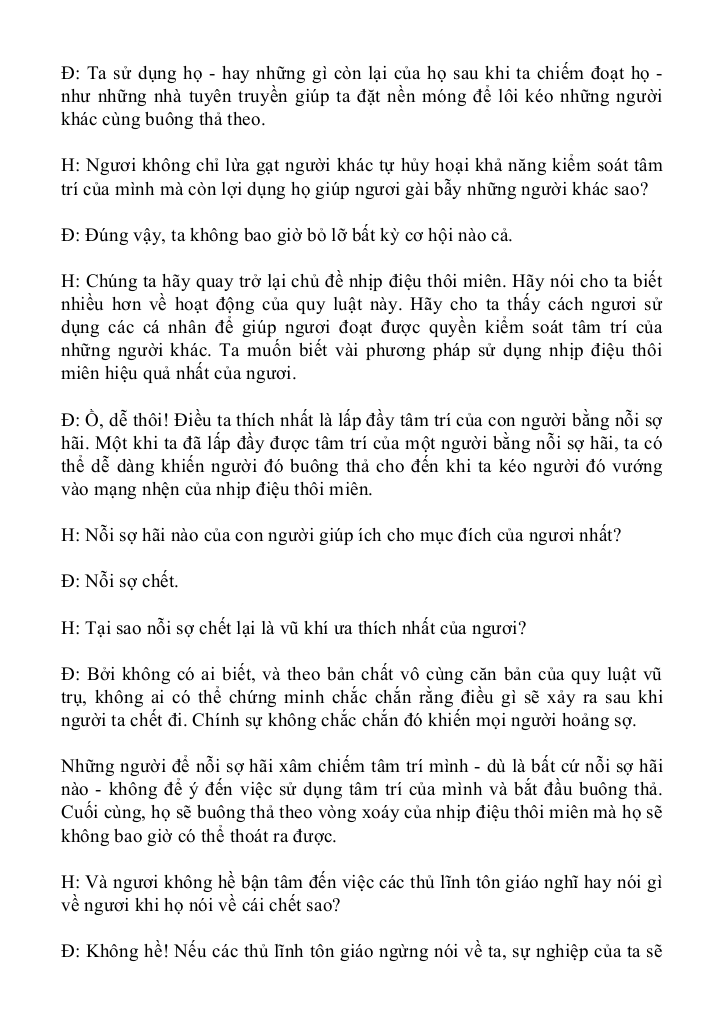 Đ: Ta sử dụng họ - hay những gì còn lại của họ sau khi ta chiếm đoạt họ -
như những nhà tuyên truyền giúp ta đặt nền móng để lôi kéo những người
khác cùng buông thả theo.
H: Ngươi không chỉ lừa gạt người khác tự hủy hoại khả năng kiểm soát tâm
trí của mình mà còn lợi dụng họ giúp ngươi gài bẫy những người khác sao?
Đ: Đúng vậy, ta không bao giờ bỏ lỡ bất kỳ cơ hội nào cả.
H: Chúng ta hãy quay trở lại chủ đề nhịp điệu thôi miên. Hãy nói cho ta biết
nhiều hơn về hoạt động của quy luật này. Hãy cho ta thấy cách ngươi sử
dụng các cá nhân để giúp ngươi đoạt được quyền kiểm soát tâm trí của
những người khác. Ta muốn biết vài phương pháp sử dụng nhịp điệu thôi
miên hiệu quả nhất của ngươi.
Đ: Ồ, dễ thôi! Điều ta thích nhất là lấp đầy tâm trí của con người bằng nỗi sợ
hãi. Một khi ta đã lấp đầy được tâm trí của một người bằng nỗi sợ hãi, ta có
thể dễ dàng khiến người đó buông thả cho đến khi ta kéo người đó vướng
vào mạng nhện của nhịp điệu thôi miên.
H: Nỗi sợ hãi nào của con người giúp ích cho mục đích của ngươi nhất?
Đ: Nỗi sợ chết.
H: Tại sao nỗi sợ chết lại là vũ khí ưa thích nhất của ngươi?
Đ: Bởi không có ai biết, và theo bản chất vô cùng căn bản của quy luật vũ
trụ, không ai có thể chứng minh chắc chắn rằng điều gì sẽ xảy ra sau khi
người ta chết đi. Chính sự không chắc chắn đó khiến mọi người hoảng sợ.
Những người để nỗi sợ hãi xâm chiếm tâm trí mình - dù là bất cứ nỗi sợ hãi
nào - không để ý đến việc sử dụng tâm trí của mình và bắt đầu buông thả.
Cuối cùng, họ sẽ buông thả theo vòng xoáy của nhịp điệu thôi miên mà họ sẽ
không bao giờ có thể thoát ra được.
H: Và ngươi không hề bận tâm đến việc các thủ lĩnh tôn giáo nghĩ hay nói gì
về ngươi khi họ nói về cái chết sao?
Đ: Không hề! Nếu các thủ lĩnh tôn giáo ngừng nói về ta, sự nghiệp của ta sẽ